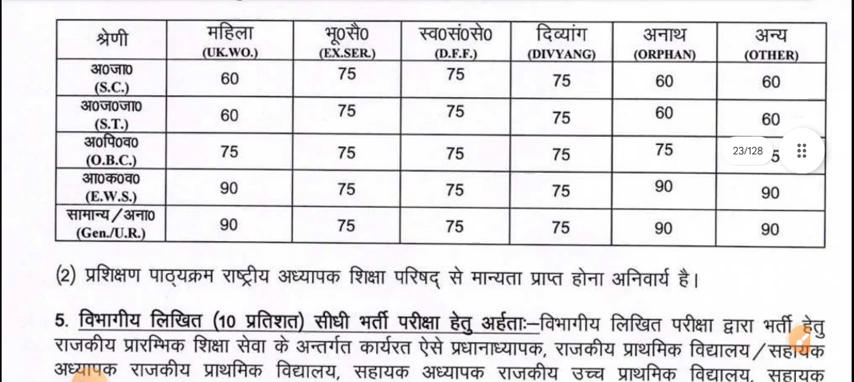 श्रेणी महिला (UK.WO.) भू0सै0 (EX.SER.) स्व0सं0से0 (D.F.F.) दिव्यांग (DIVYANG) अनाथ (ORPHAN) अन्य (OTHER)
अ0जा0 (S.C.) 60 75 75 75 60 60
अ0ज0जा0 (S.T.) 60 75 75 75 60 60
अ0पि0व0 (O.B.C.) 75 75 75 75 75 5
23/128
आ0क0व0 (E.W.S.) 90 75 75 75 90 90
सामान्य/अना0 (Gen./U.R.) 90 75 75 75 90 90
(2) प्रशिक्षण पाठ्यक्रम राष्ट्रीय अध्यापक शिक्षा परिषद् से मान्यता प्राप्त होना अनिवार्य है।
5. विभागीय लिखित (10 प्रतिशत) सीधी भर्ती परीक्षा हेतु अर्हताः–विभागीय लिखित परीक्षा द्वारा भर्ती हेतु
राजकीय प्रारम्भिक शिक्षा सेवा के अन्तर्गत कार्यरत ऐसे प्रधानाध्यापक, राजकीय प्राथमिक विद्यालय/सहायक
अध्यापक राजकीय प्राथमिक विद्यालय, सहायक अध्यापक राजकीय उच्च प्राथमिक विद्यालय, सहायक